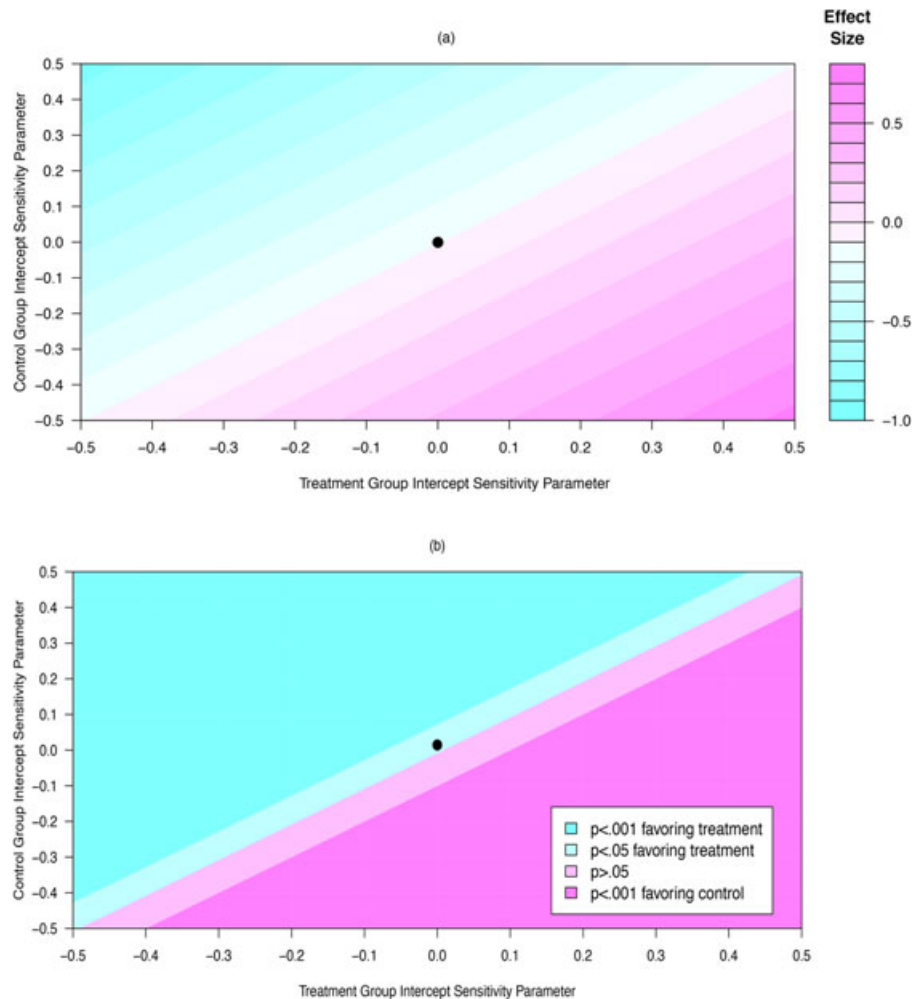 Effect
Size
(a)
Control Group Intercept Sensitivity Parameter
0.5
0.4
0.3
0.2
0.1
0.0
−0.1
−0.2
−0.3
−0.4
−0.5
−0.5 −0.4 −0.3 −0.2 −0.1 0.0 0.1 0.2 0.3 0.4 0.5
Treatment Group Intercept Sensitivity Parameter
0.5
0.0
−0.5
−1.0
(b)
Control Group Intercept Sensitivity Parameter
0.5
0.4
0.3
0.2
0.1
0.0
−0.1
−0.2
−0.3
−0.4
−0.5
−0.5 −0.4 −0.3 −0.2 −0.1 0.0 0.1 0.2 0.3 0.4 0.5
Treatment Group Intercept Sensitivity Parameter
p<.001 favoring treatment
p<.05 favoring treatment
p>.05
p<.001 favoring control